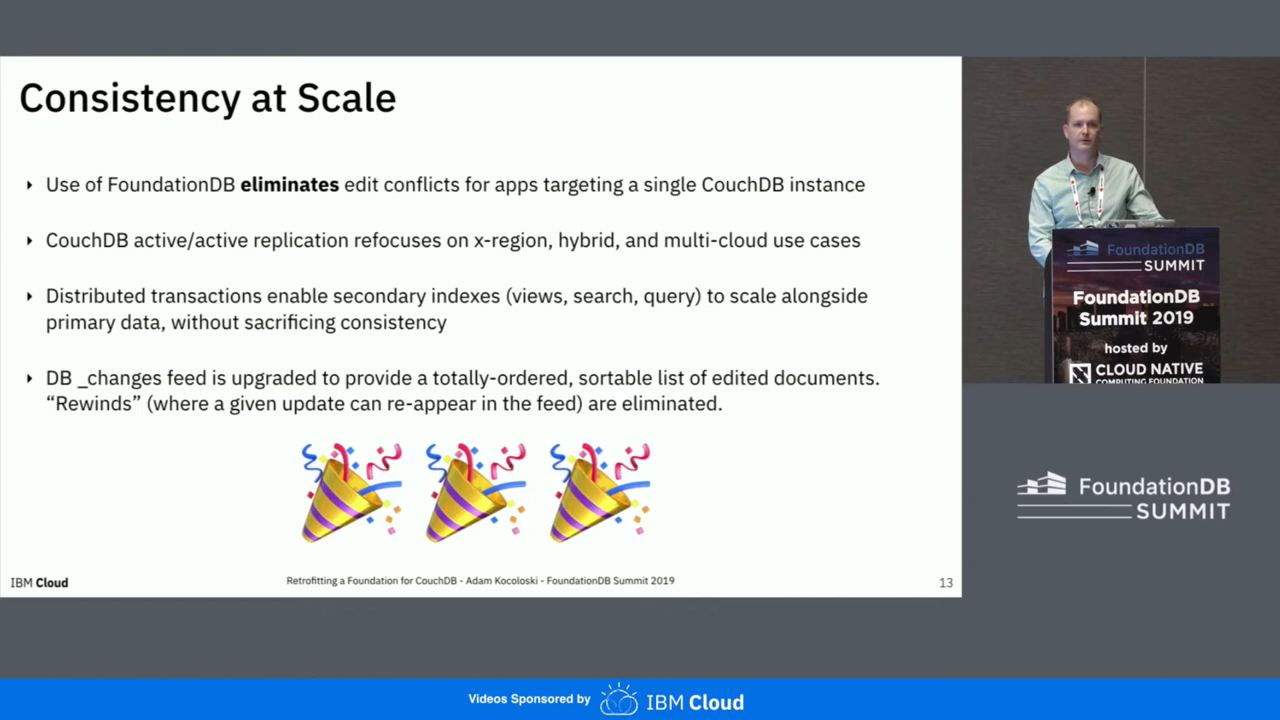 Consistency at Scale
Use of FoundationDB eliminates edit conflicts for apps targeting a single CouchDB instance
CouchDB active/active replication refocuses on x-region, hybrid, and multi-cloud use cases
Distributed transactions enable secondary indexes (views, search, query) to scale alongside
primary data, without sacrificing consistency
DB _changes feed is upgraded to provide a totally-ordered, sortable list of edited documents.
“Rewinds” (where a given update can re-appear in the feed) are eliminated.
IBM Cloud
Retrofitting a Foundation for CouchDB - Adam Kocoloski - FoundationDB Summit 2019
13
FoundationDB
SUMMIT
FoundationDB
Summit 2019
hosted by
CLOUD NATIVE
COMPUTING FOUNDATION
FoundationDB
SUMMIT
Videos Sponsored by
IBM Cloud